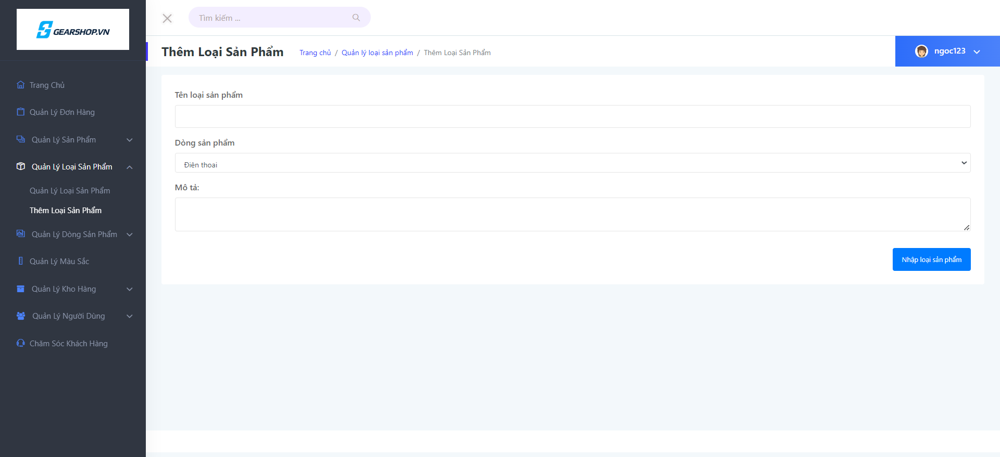 GEARSHOP.VN
Trang Chủ
Quản Lý Đơn Hàng
Quản Lý Sản Phẩm
Quản Lý Loại Sản Phẩm
Quản Lý Loại Sản Phẩm
Thêm Loại Sản Phẩm
Quản Lý Dòng Sản Phẩm
Quản Lý Màu Sắc
Quản Lý Kho Hàng
Quản Lý Người Dùng
Chăm Sóc Khách Hàng
Tìm kiếm ...
Thêm Loại Sản Phẩm
Trang chủ / Quản lý loại sản phẩm / Thêm Loại Sản Phẩm
ngoc123
Tên loại sản phẩm
Dòng sản phẩm
Điên thoai
Mô tả:
Nhập loại sản phẩm